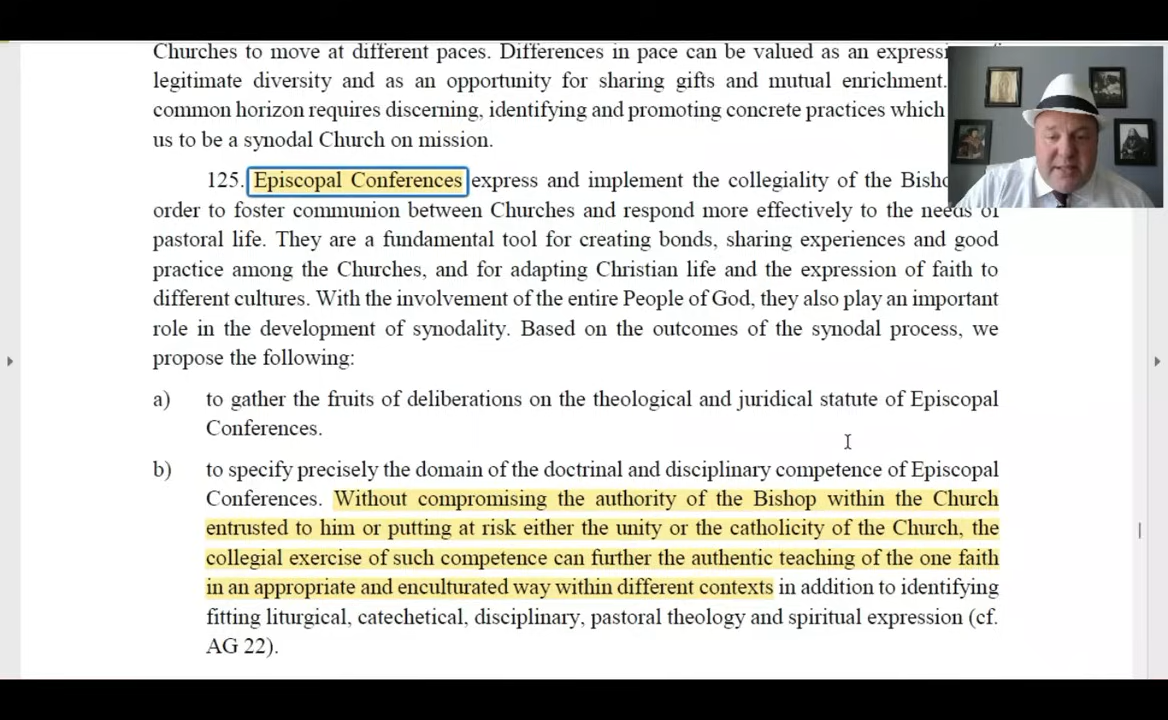 Churches to move at different paces. Differences in pace can be valued as an
legitimate diversity and as an opportunity for sharing gifts and mutual enrichment.
common horizon requires discerning, identifying and promoting concrete practices which
us to be a synodal Church on mission.
125. Episcopal Conferences express and implement the collegiality of the
order to foster communion between Churches and respond more effectively to the needs of
pastoral life. They are a fundamental tool for creating bonds, sharing experiences and good
practice among the Churches, and for adapting Christian life and the expression of faith to
different cultures. With the involvement of the entire People of God, they also play an important
role in the development of synodality. Based on the outcomes of the synodal process, we
propose the following:
a) to gather the fruits of deliberations on the theological and juridical statute of Episcopal
Conferences.
b) to specify precisely the domain of the doctrinal and disciplinary competence of Episcopal
Conferences. Without compromising the authority of the Bishop within the Church
entrusted to him or putting at risk either the unity or the catholicity of the Church, the
collegial exercise of such competence can further the authentic teaching of the one faith
in an appropriate and enculturated way within different contexts in addition to identifying
fitting liturgical, catechetical, disciplinary, pastoral theology and spiritual expression (cf.
AG 22).